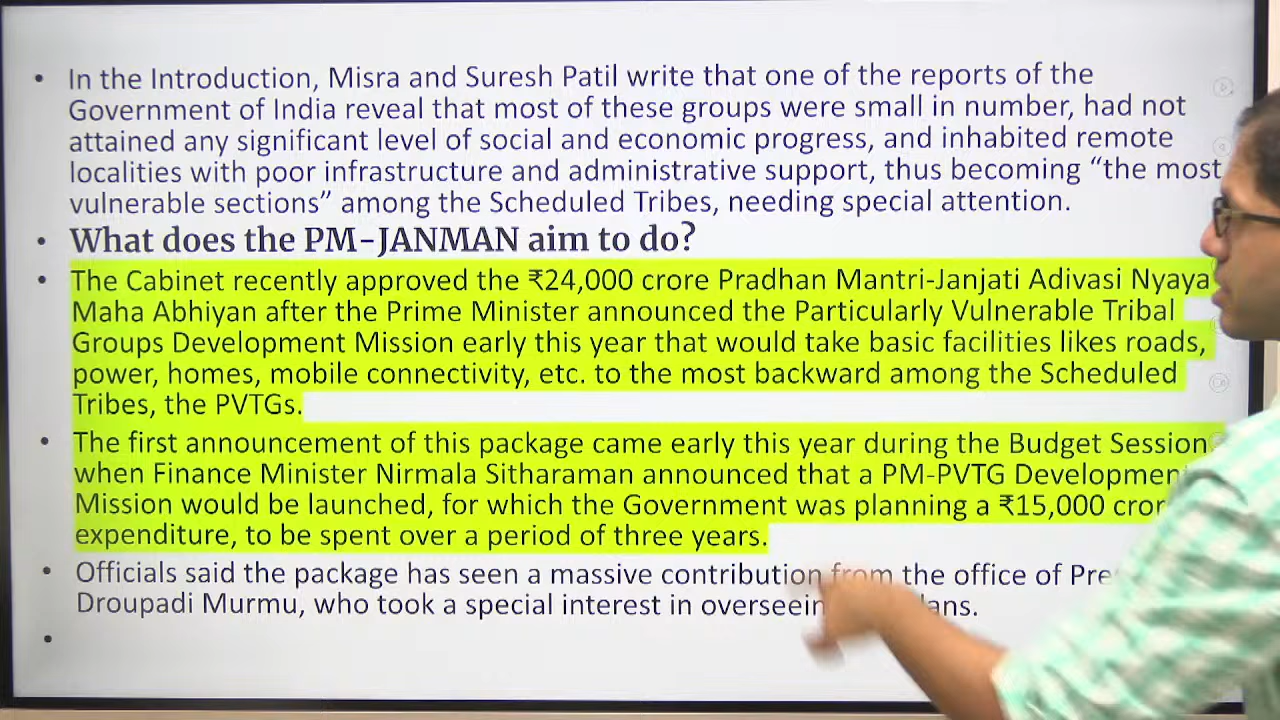 • In the Introduction, Misra and Suresh Patil write that one of the reports of the
Government of India reveal that most of these groups were small in number, had not
attained any significant level of social and economic progress, and inhabited remote
localities with poor infrastructure and administrative support, thus becoming “the most
vulnerable sections” among the Scheduled Tribes, needing special attention.
• What does the PM-JANMAN aim to do?
• The Cabinet recently approved the ₹24,000 crore Pradhan Mantri-Janjati Adivasi Nyaya
Maha Abhiyan after the Prime Minister announced the Particularly Vulnerable Tribal
Groups Development Mission early this year that would take basic facilities likes roads,
power, homes, mobile connectivity, etc. to the most backward among the Scheduled
Tribes, the PVTGs.
• The first announcement of this package came early this year during the Budget Session
when Finance Minister Nirmala Sitharaman announced that a PM-PVTG Development
Mission would be launched, for which the Government was planning a ₹15,000
expenditure, to be spent over a period of three years.
• Officials said the package has seen a massive contribution from the office of
Droupadi Murmu, who took a special interest in
•